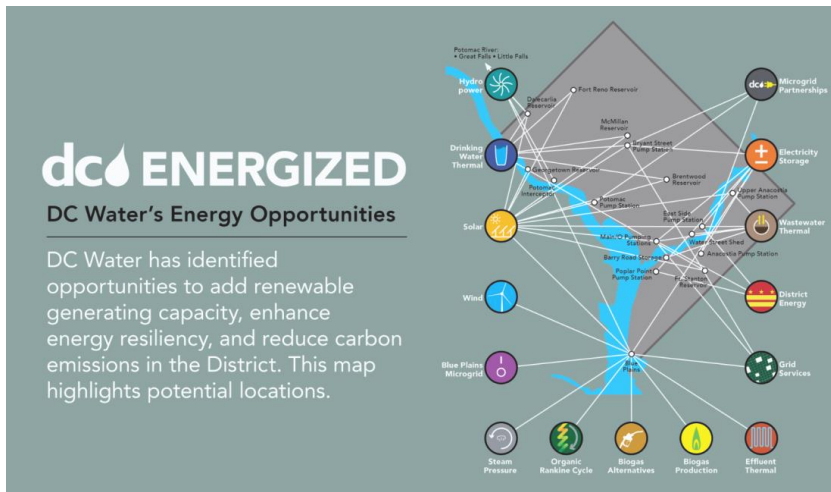 dc ENERGIZED
DC Water's Energy Opportunities
DC Water has identified
opportunities to add renewable
generating capacity, enhance
energy resiliency, and reduce carbon
emissions in the District. This map
highlights potential locations.
Potomac River:
• Great Falls • Little Falls
Hydro
power
Dalecarlia
Reservoir
Fort Reno Reservoir
dc
Microgrid
Partnerships
McMillan
Reservoir
Bryant Street
Pump Station
Drinking
Water
Thermal
Electricity
Storage
Georgetown Reservoir
Potomac
Interceptor
Brentwood
Reservoir
Upper Anacostia
Pump Station
Potomac
Pump Station
Solar
East Side
Pump Station
Wastewater
Thermal
Main/O Pumping
Stations
Water Street Shed
Barry Road Storage
Anacostia Pump Station
Poplar Point
Pump Station
Ft. Stanton
Reservoir
Wind
District
Energy
Blue Plains
Microgrid
Blue
Plains
Grid
Services
Steam
Pressure
Organic
Rankine Cycle
Biogas
Alternatives
Biogas
Production
Effluent
Thermal